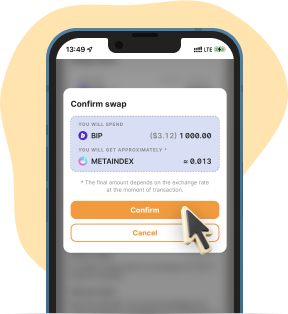 13:49
LTE
Confirm swap
YOU WILL SPEND
BIP ($3.12) 1 000.00
YOU WILL GET APPROXIMATELY *
METAINDEX ≈ 0.013
* The final amount depends on the exchange rate
at the moment of transaction.
Confirm
Cancel